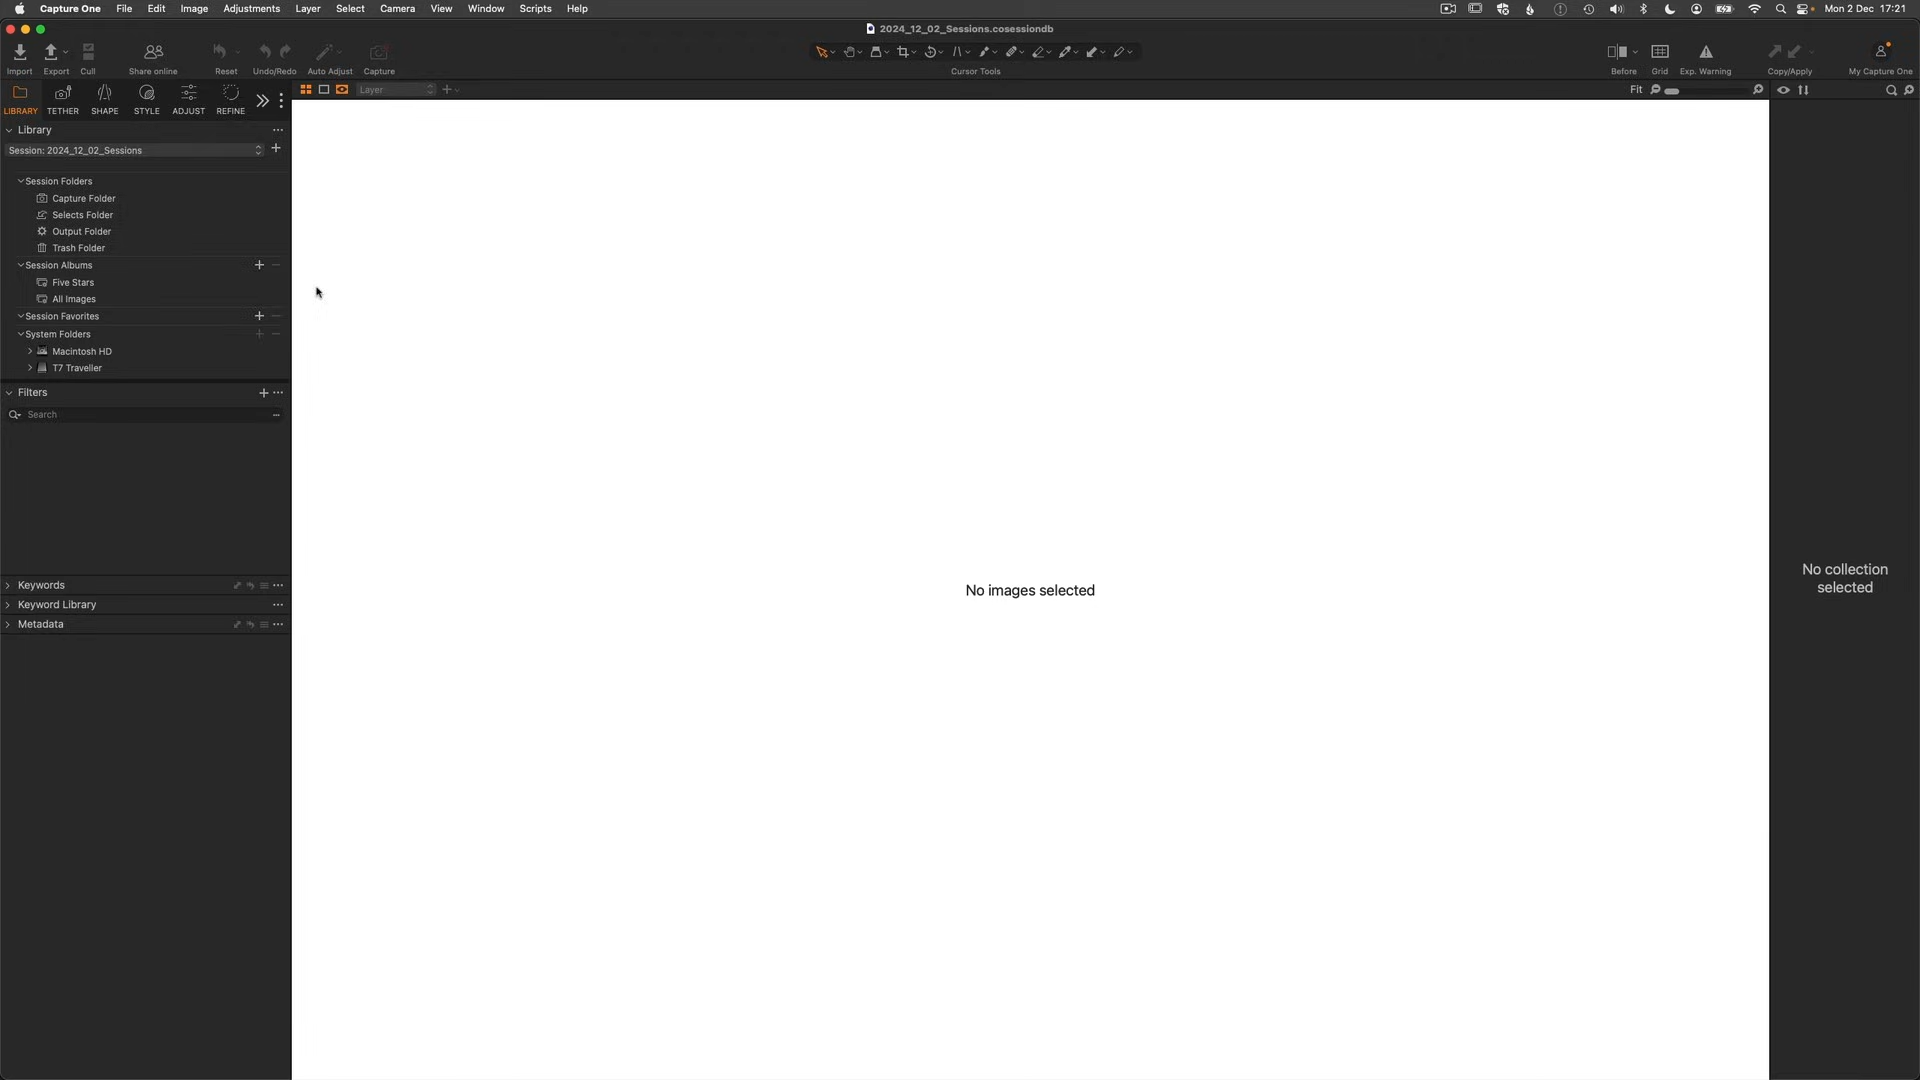 Capture One File Edit Image Adjustments Layer Select Camera View Window Scripts Help Mon 2 Dec 17:21
2024_12_02_Sessions.cosessiondb
Import Export Cull Share online Reset Undo/Redo Auto Adjust Capture Cursor Tools Before Grid Exp. Warning Copy/Apply My Capture One
LIBRARY TETHER SHAPE STYLE ADJUST REFINE
Layer
Fit
Library
Session: 2024_12_02_Sessions
Session Folders
Capture Folder
Selects Folder
Output Folder
Trash Folder
Session Albums
Five Stars
All Images
Session Favorites
System Folders
Macintosh HD
T7 Traveller
Filters
Search
Keywords
Keyword Library
Metadata
No images selected
No collection
selected